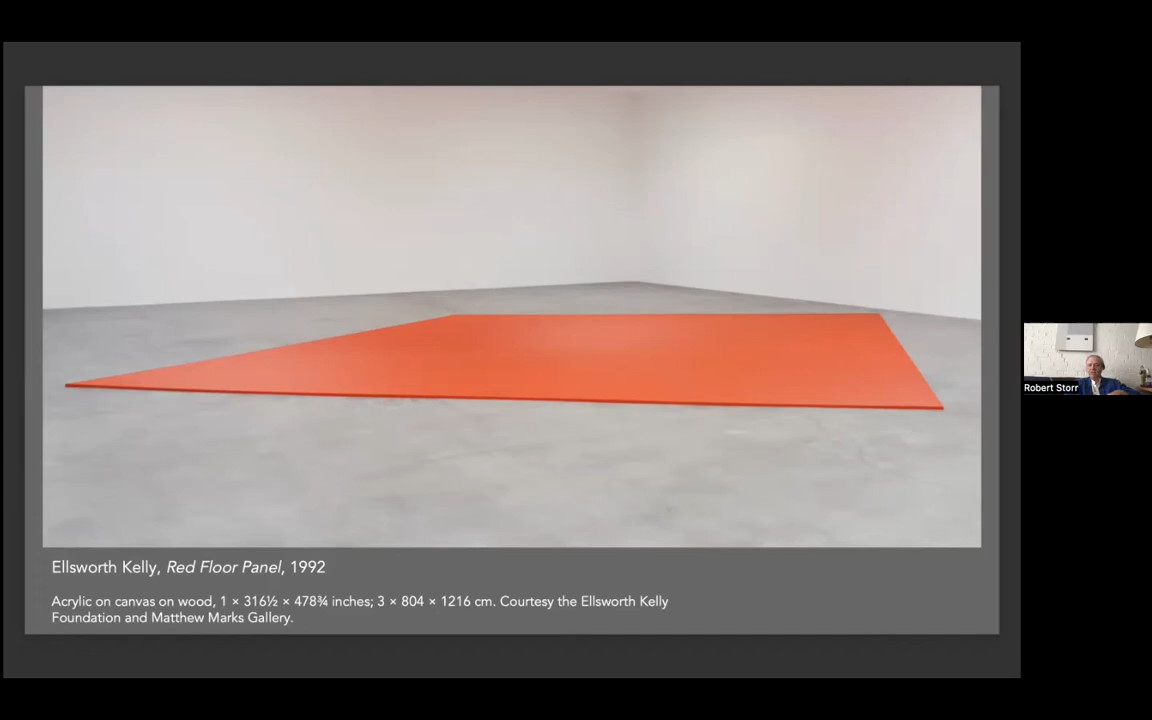 Ellsworth Kelly, Red Floor Panel, 1992
Acrylic on canvas on wood, 1 × 316½ × 478¾ inches; 3 × 804 × 1216 cm. Courtesy the Ellsworth Kelly
Foundation and Matthew Marks Gallery.
Robert Storr